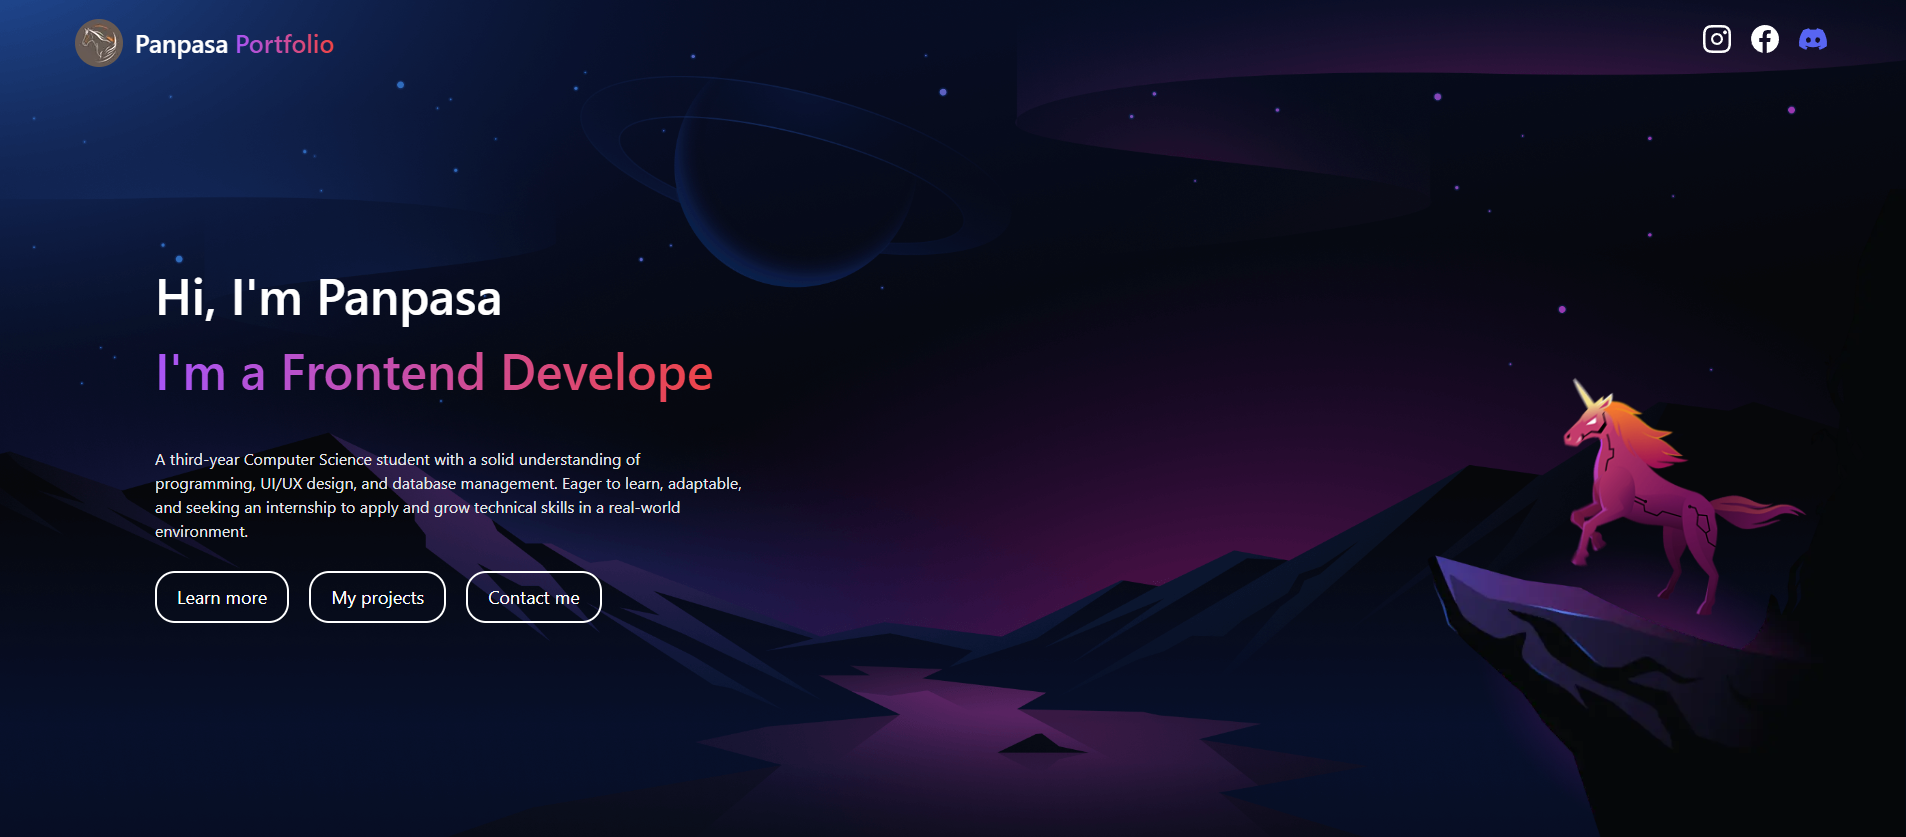 Panpasa Portfolio
Hi, I'm Panpasa
I'm a Frontend Develope
A third-year Computer Science student with a solid understanding of
programming, UI/UX design, and database management. Eager to learn, adaptable,
and seeking an internship to apply and grow technical skills in a real-world
environment.
Learn more My projects Contact me